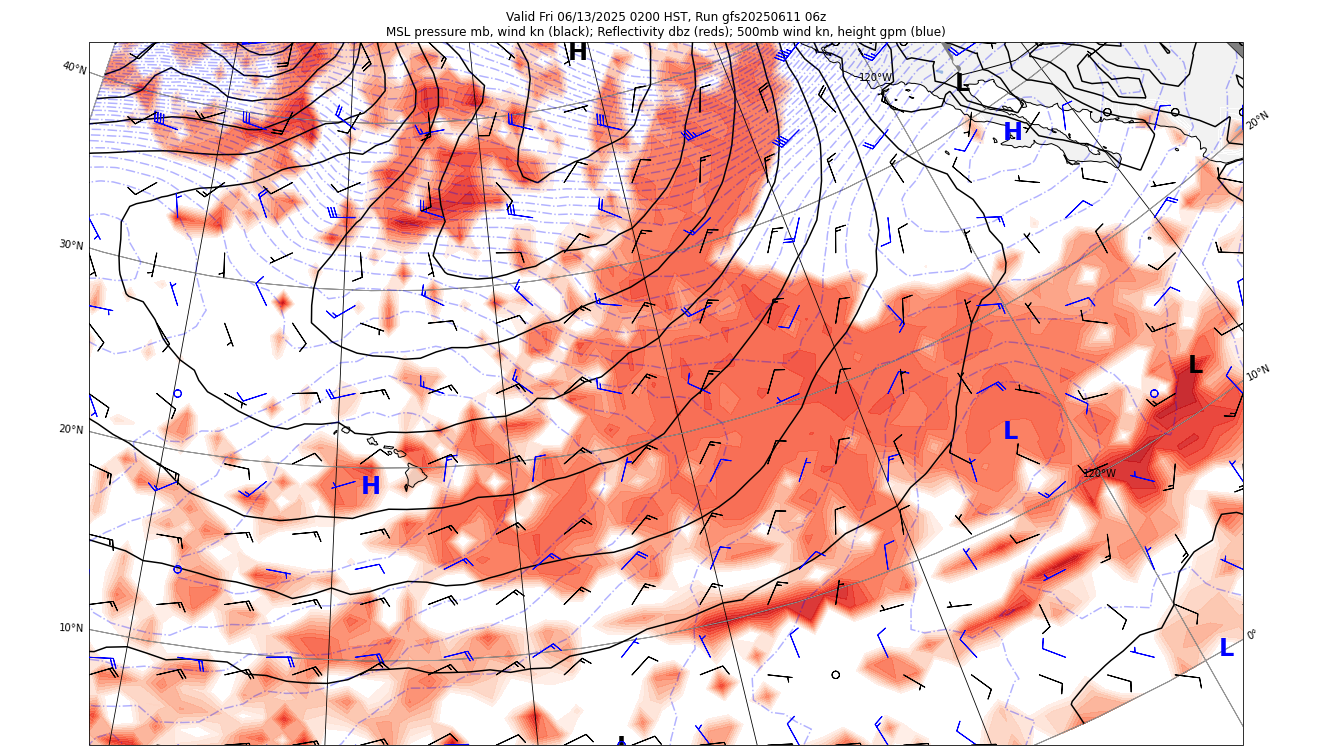 Valid Fri 06/13/2025 0200 HST, Run gfs20250611 06z
MSL pressure mb, wind kn (black); Reflectivity dbz (reds); 500mb wind kn, height gpm (blue)
H
40°N
120°W
L
20°N
H
30°N
L
10°N
20°N
L
120°W
H
10°N
0°
L
L